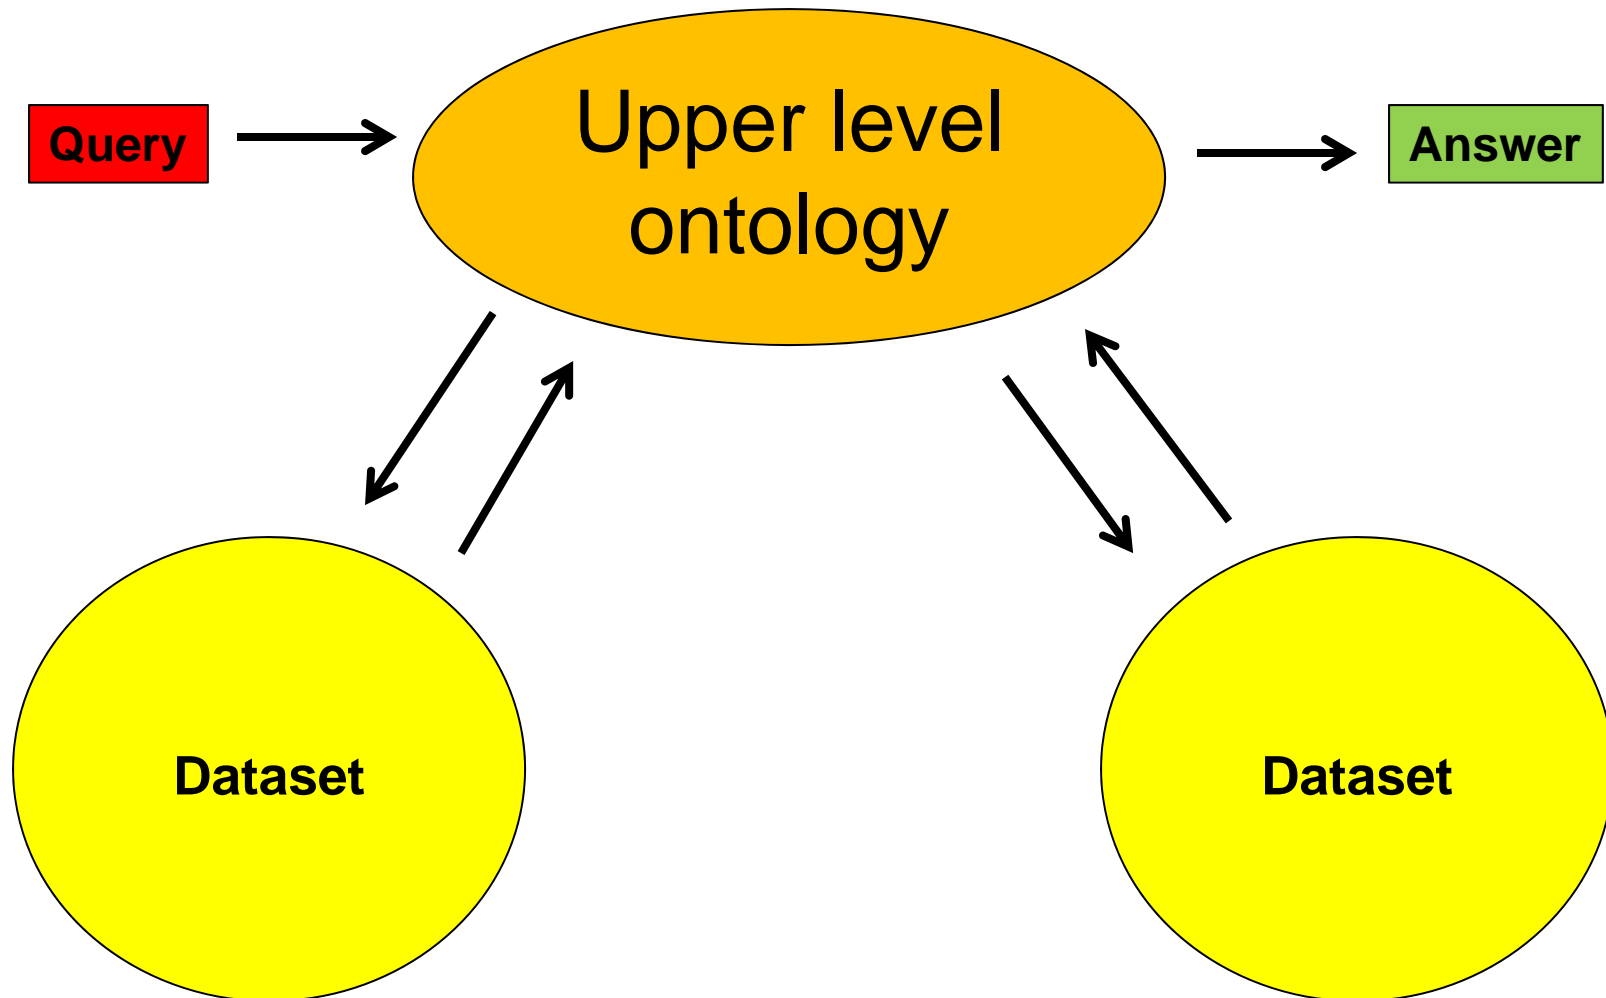 Query
Upper level
ontology
Answer
Dataset
Dataset